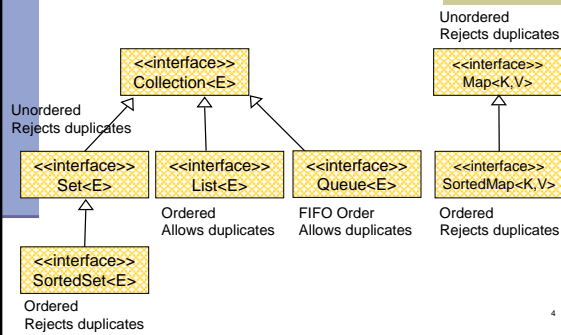 Unordered
Rejects duplicates
<<interface>>
Collection<E>
<<interface>>
Map<K,V>
Unordered
Rejects duplicates
<<interface>>
Set<E>
<<interface>>
List<E>
<<interface>>
Queue<E>
<<interface>>
SortedMap<K,V>
Ordered
Allows duplicates
FIFO Order
Allows duplicates
Ordered
Rejects duplicates
<<interface>>
SortedSet<E>
Ordered
Rejects duplicates
4